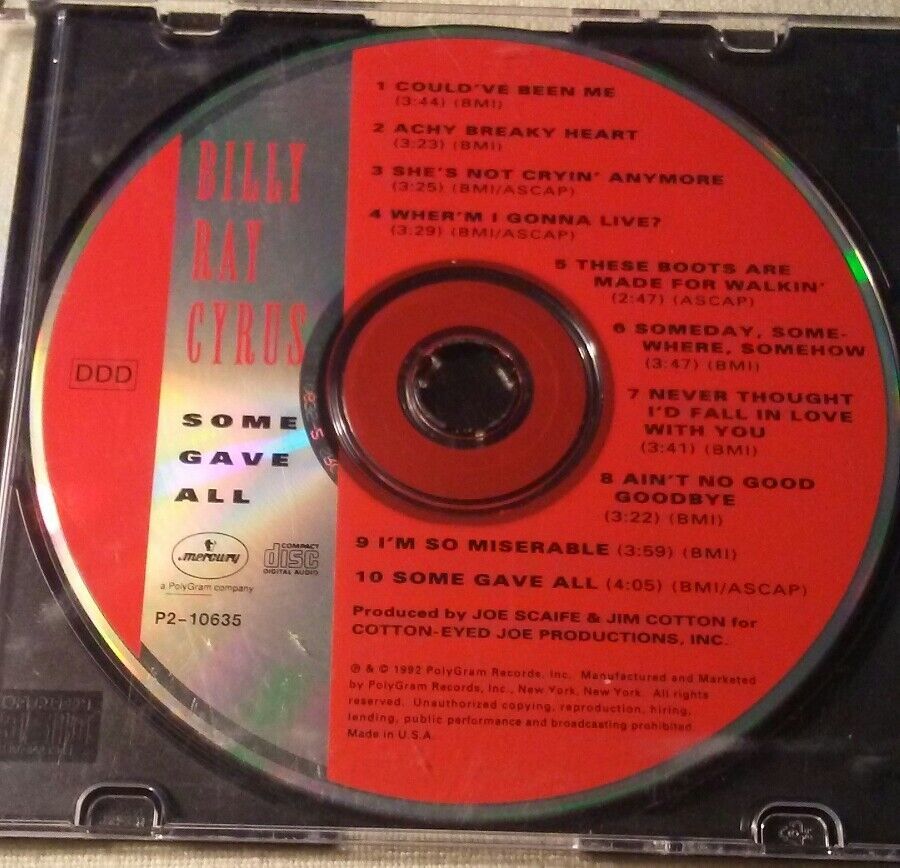 BILLY
RAY
CYRUS
SOME
GAVE
ALL
DDD
mercury
a PolyGram company
COMPACT
disc
DIGITAL AUDIO
P2-10635
1 COULD'VE BEEN ME
(3:44) (BMI)
2 ACHY BREAKY HEART
(3:23) (BMI)
3 SHE'S NOT CRYIN' ANYMORE
(3:25) (BMI/ASCAP)
4 WHER'M I GONNA LIVE?
(3:29) (BMI/ASCAP)
5 THESE BOOTS ARE
MADE FOR WALKIN'
(2:47) (ASCAP)
6 SOMEDAY, SOME-
WHERE, SOMEHOW
(3:47) (BMI)
7 NEVER THOUGHT
I'D FALL IN LOVE
WITH YOU
(3:41) (BMI)
8 AIN'T NO GOOD
GOODBYE
(3:22) (BMI)
9 I'M SO MISERABLE (3:59) (BMI)
10 SOME GAVE ALL (4:05) (BMI/ASCAP)
Produced by JOE SCAIFE & JIM COTTON for
COTTON-EYED JOE PRODUCTIONS, INC.
℗ & © 1992 PolyGram Records, Inc. Manufactured and Marketed
by PolyGram Records, Inc., New York, New York. All rights
reserved. Unauthorized copying, reproduction, hiring,
lending, public performance and broadcasting prohibited.
Made in U.S.A.